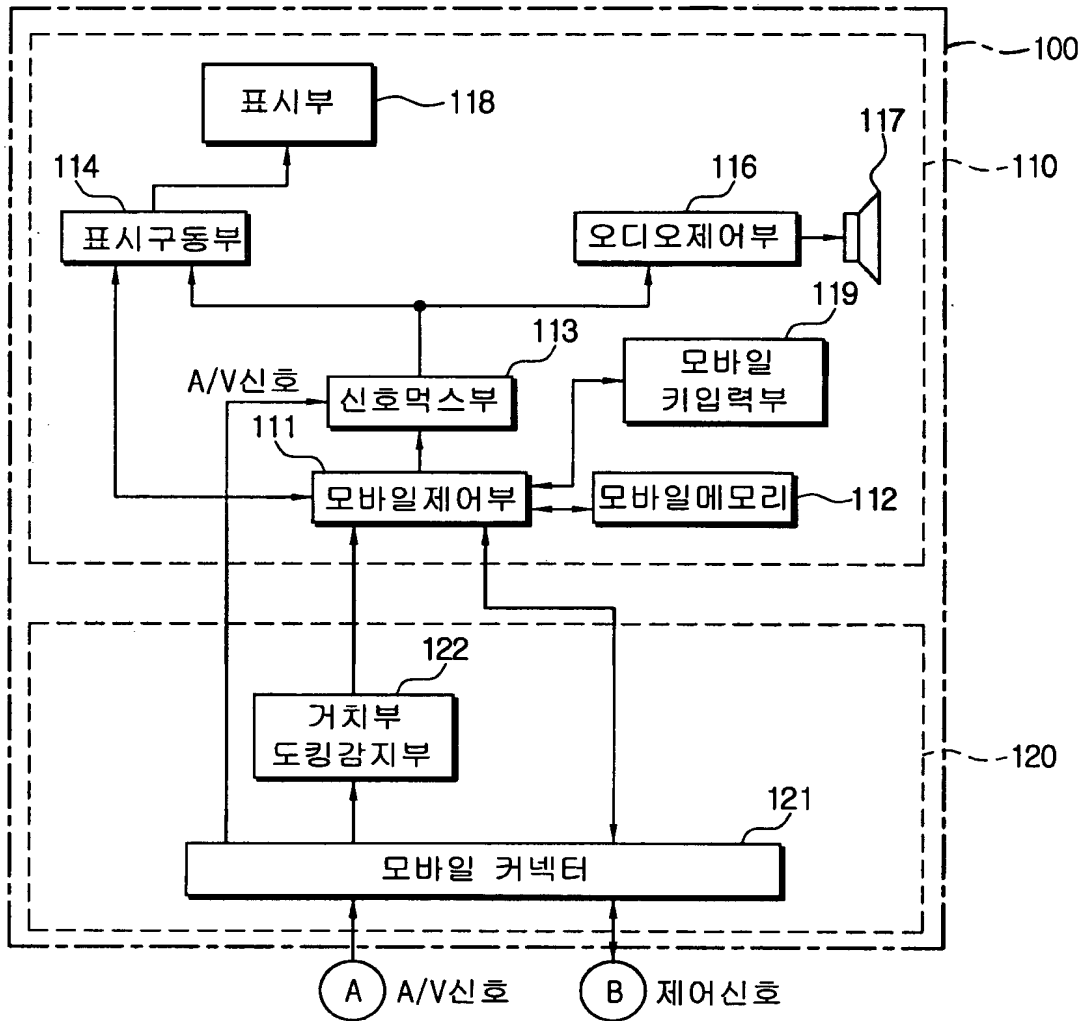 100
표시부
118
117
114
116
110
표시구동부
오디오제어부
119
113
A/V신호
모바일
키입력부
신호먹스부
111
모바일제어부
모바일메모리
112
122
거치부
도킹감지부
120
121
모바일 커넥터
A
A/V신호
B
제어신호